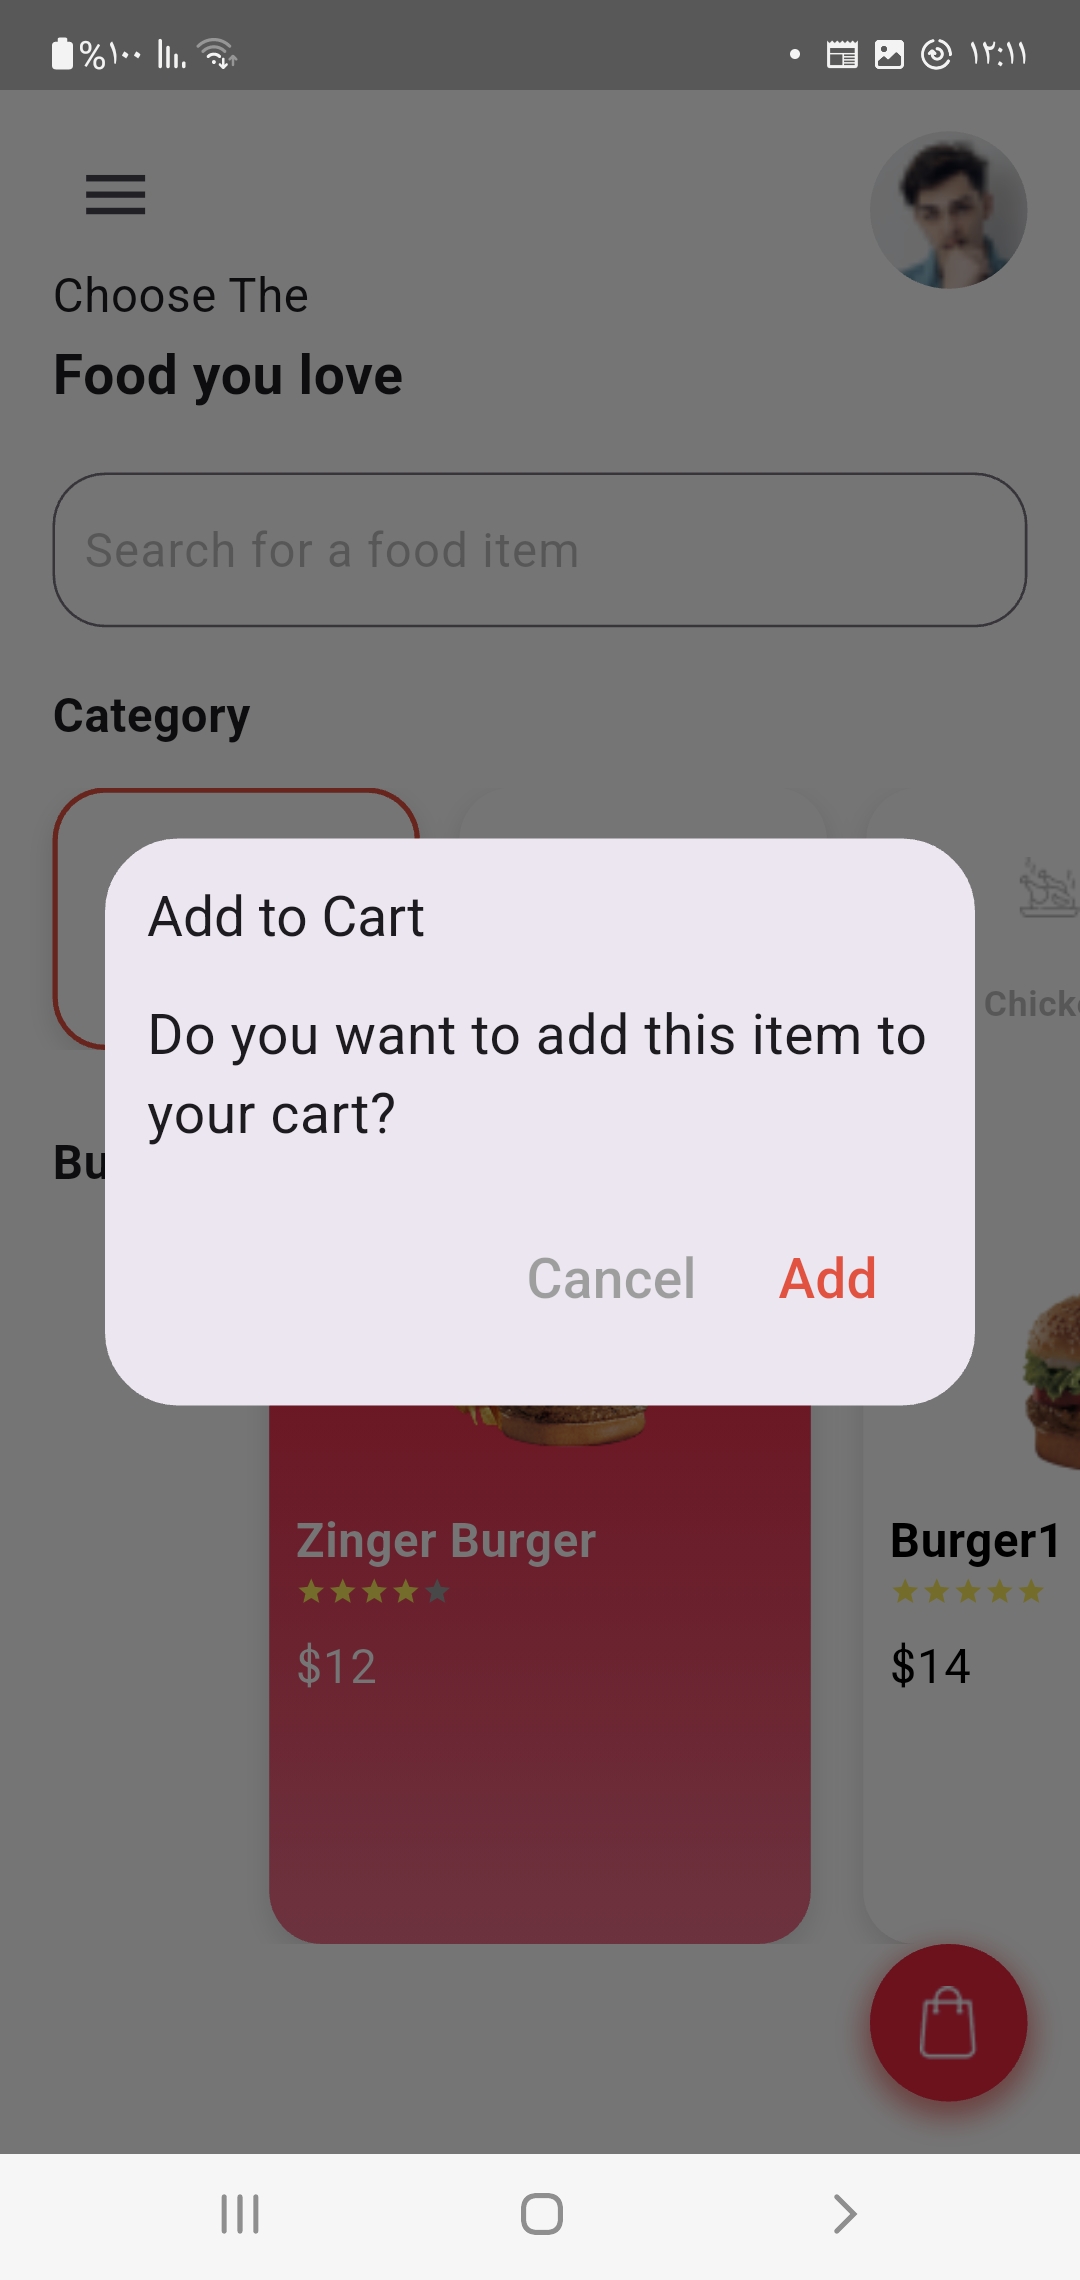 %١٠٠
١٢:١١
Choose The
Food you love
Search for a food item
Category
Chick
Add to Cart
Do you want to add this item to
your cart?
Bu
Cancel
Add
Zinger Burger
$12
Burger1
$14